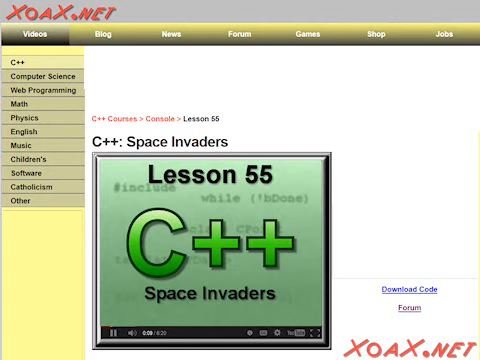 XOAX.NET
Videos Blog News Forum Games Shop Jobs
C++
Computer Science
Web Programming
Math
Physics
English
Music
Children's
Software
Catholicism
Other
C++ Courses > Console > Lesson 55
C++: Space Invaders
Lesson 55
#include
while (!bDone)
C++
Space Invaders
0:09 / 6:20
YouTube
Download Code
Forum
XOAX.NET